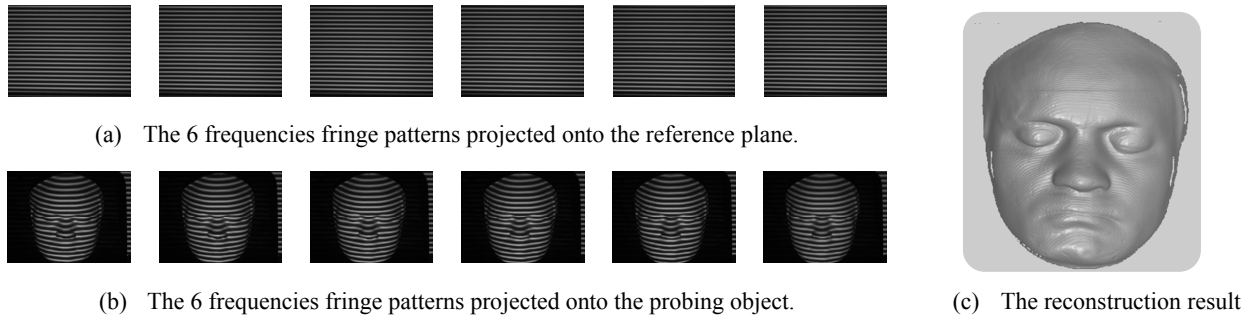 (a) The 6 frequencies fringe patterns projected onto the reference plane.
(b) The 6 frequencies fringe patterns projected onto the probing object.
(c) The reconstruction result